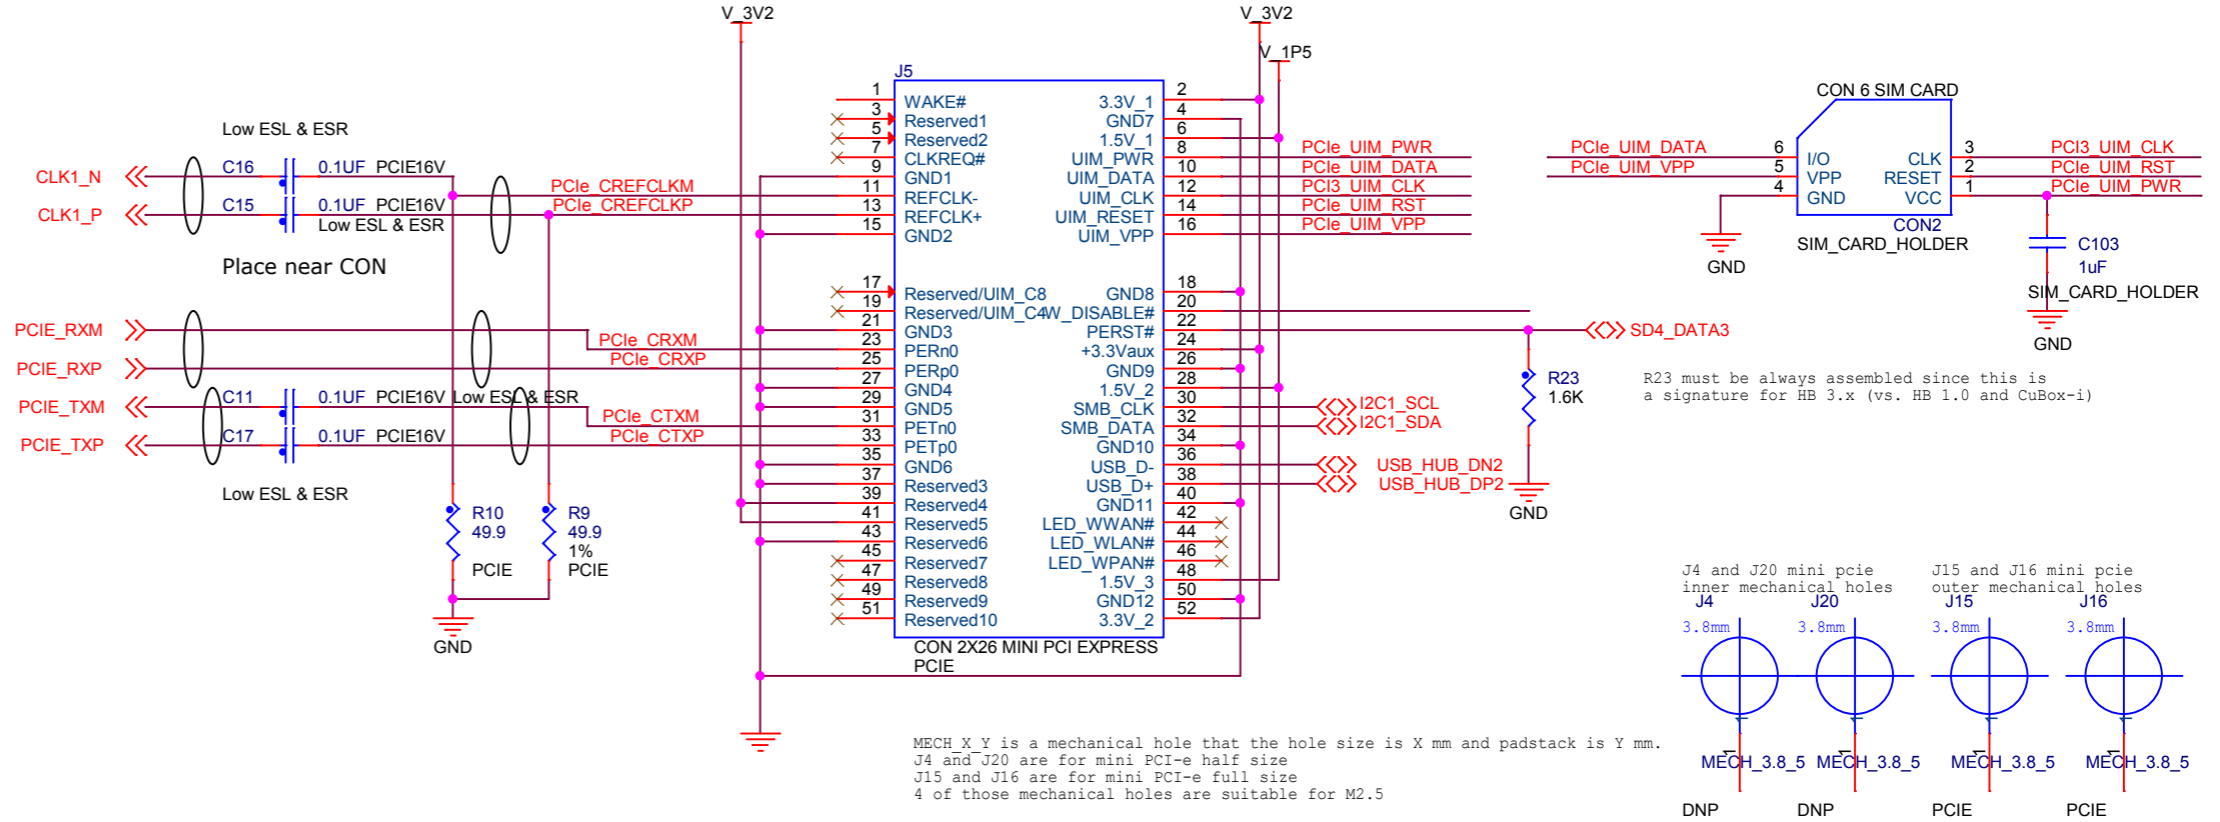 V_3V2
V_3V2
V_1P5
J5
CON 6 SIM CARD
Low ESL & ESR
CLK1_N
C16 0.1UF PCIE16V
CLK1_P
C15 0.1UF PCIE16V
Low ESL & ESR
Place near CON
PCIe_CREFCLKM
PCIe_CREFCLKP
PCIE_RXM
PCIE_RXP
PCIe_CRXM
PCIe_CRXP
PCIE_TXM
C11 0.1UF PCIE16V Low ESL & ESR
PCIE_TXP
C17 0.1UF PCIE16V
PCIe_CTXM
PCIe_CTXP
Low ESL & ESR
R10
49.9
PCIE
R9
49.9
1%
PCIE
GND
1 WAKE#
3 Reserved1
5 Reserved2
7 CLKREQ#
9 GND1
11 REFCLK-
13 REFCLK+
15 GND2
17 Reserved/UIM_C8
19 Reserved/UIM_C4
21 GND3
23 PERn0
25 PERp0
27 GND4
29 GND5
31 PETn0
33 PETp0
35 GND6
37 Reserved3
39 Reserved4
41 Reserved5
43 Reserved6
45 Reserved7
47 Reserved8
49 Reserved9
51 Reserved10
3.3V_1 2
GND7 4
1.5V_1 6
UIM_PWR 8 PCIe_UIM_PWR
UIM_DATA 10 PCIe_UIM_DATA
UIM_CLK 12 PCI3_UIM_CLK
UIM_RESET 14 PCIe_UIM_RST
UIM_VPP 16 PCIe_UIM_VPP
GND8 18
W_DISABLE# 20
PERST# 22 SD4_DATA3
+3.3Vaux 24
GND9 26
1.5V_2 28
SMB_CLK 30 I2C1_SCL
SMB_DATA 32 I2C1_SDA
GND10 34
USB_D- 36 USB_HUB_DN2
USB_D+ 38 USB_HUB_DP2
GND11 40
LED_WWAN# 42
LED_WLAN# 44
LED_WPAN# 46
1.5V_3 48
GND12 50
3.3V_2 52
CON 2X26 MINI PCI EXPRESS
PCIE
PCIe_UIM_DATA 6 I/O
PCIe_UIM_VPP 5 VPP
4 GND
CLK 3 PCI3_UIM_CLK
RESET 2 PCIe_UIM_RST
VCC 1 PCIe_UIM_PWR
CON2
SIM_CARD_HOLDER
GND
C103
1uF
SIM_CARD_HOLDER
GND
R23
1.6K
GND
R23 must be always assembled since this is
a signature for HB 3.x (vs. HB 1.0 and CuBox-i)
J4 and J20 mini pcie
inner mechanical holes
J15 and J16 mini pcie
outer mechanical holes
J4 J20 J15 J16
3.8mm 3.8mm 3.8mm 3.8mm
1 1 1 1
1 1 1 1
MECH_3.8_5 MECH_3.8_5 MECH_3.8_5 MECH_3.8_5
DNP DNP PCIE PCIE
MECH_X_Y is a mechanical hole that the hole size is X mm and padstack is Y mm.
J4 and J20 are for mini PCI-e half size
J15 and J16 are for mini PCI-e full size
4 of those mechanical holes are suitable for M2.5